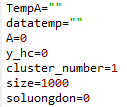 TempA=""
datatemp=""
A=0
y_hc=0
cluster_number=1
size=1000
soluongdon=0